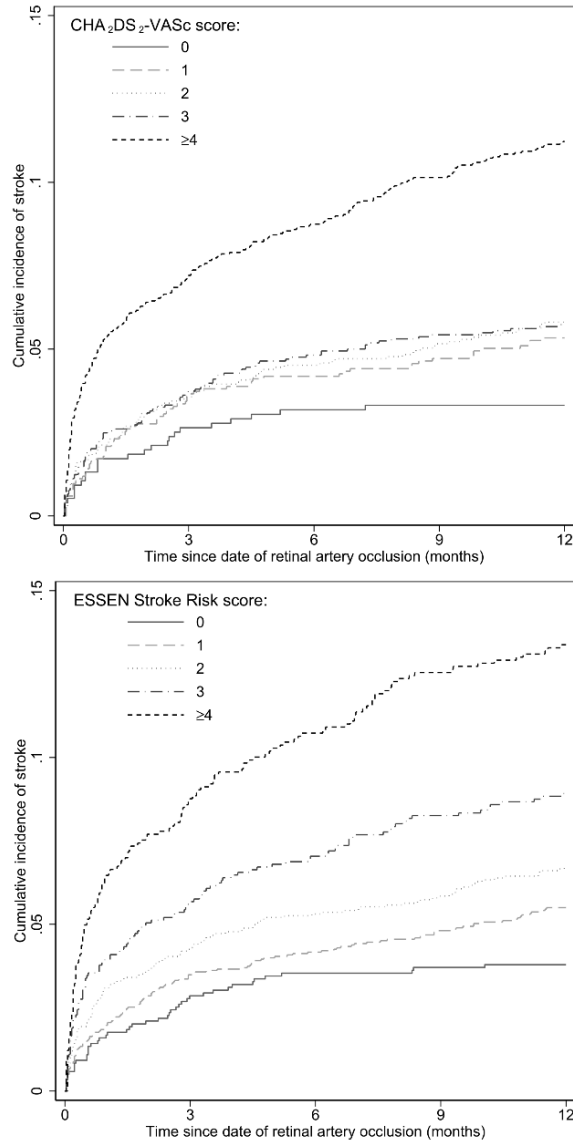 CHA₂DS₂-VASc score:
0
1
2
3
≥4
.15
.1
.05
0
Cumulative incidence of stroke
0 3 6 9 12
Time since date of retinal artery occlusion (months)
ESSEN Stroke Risk score:
0
1
2
3
≥4
.15
.1
.05
0
Cumulative incidence of stroke
0 3 6 9 12
Time since date of retinal artery occlusion (months)